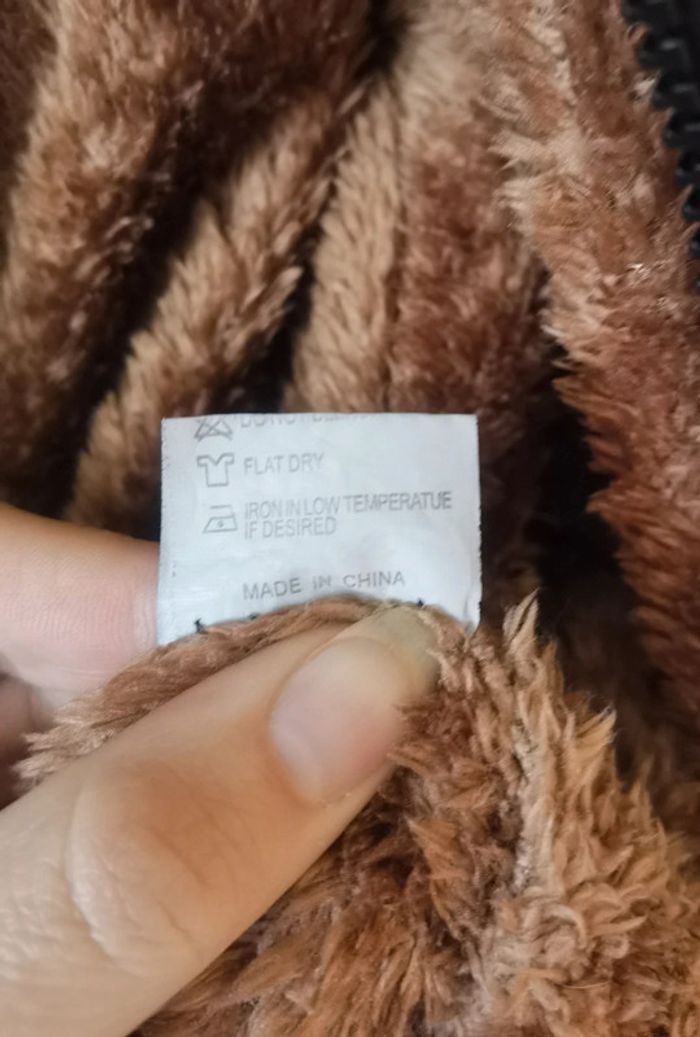 FLAT DRY
IRON IN LOW TEMPERATUE
IF DESIRED
MADE IN CHINA